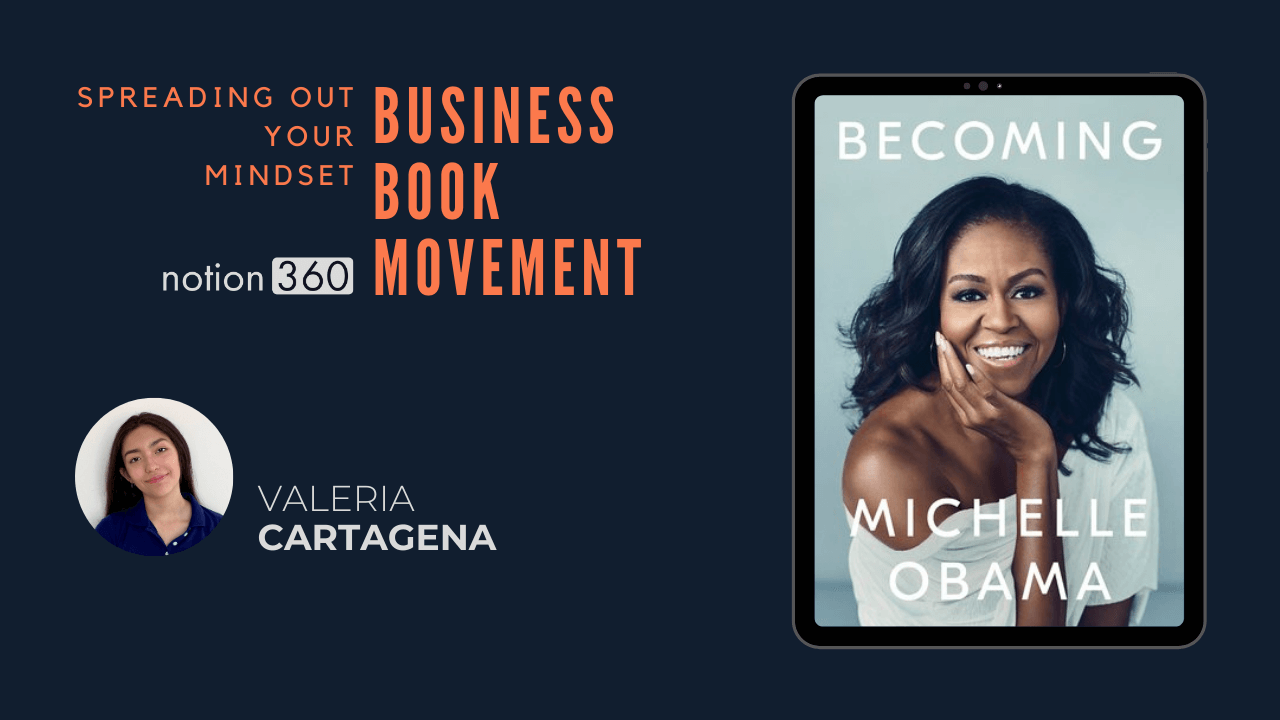 SPREADING OUT
YOUR
MINDSET
BUSINESS
BOOK
MOVEMENT
notion 360
VALERIA
CARTAGENA
BECOMING
MICHELLE
OBAMA